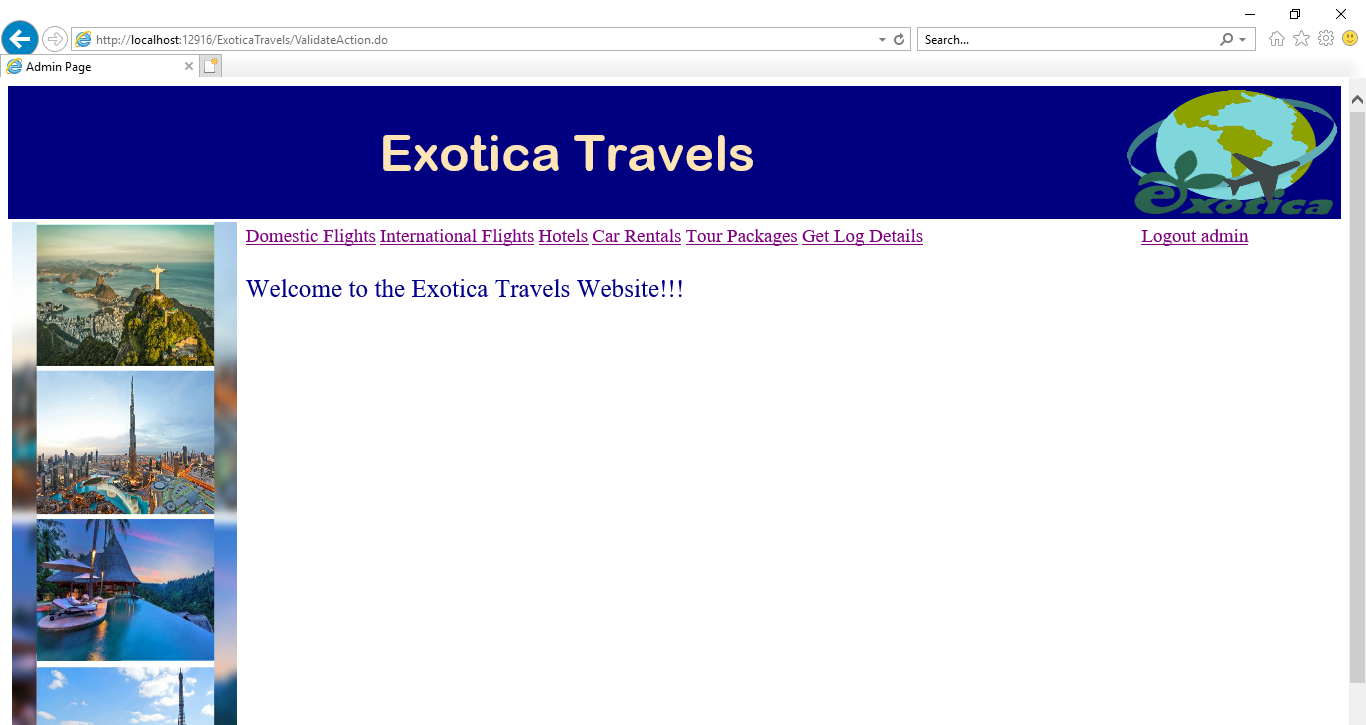 http://localhost:12916/ExoticaTravels/ValidateAction.do
Search...
Admin Page
Exotica Travels
exotica
Domestic Flights International Flights Hotels Car Rentals Tour Packages Get Log Details Logout admin
Welcome to the Exotica Travels Website!!!